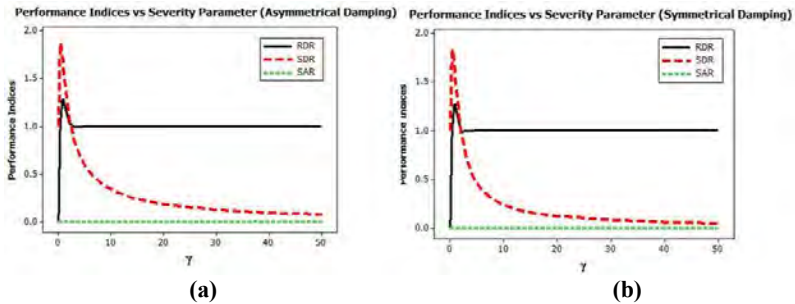 Performance Indices vs Severity Parameter (Asymmetrical Damping)
Performance Indices
2.0
1.5
1.0
0.5
0.0
RDR
SDR
SAR
0
10
20
30
40
50
γ
(a)
Performance Indices vs Severity Parameter (Symmetrical Damping)
Performance Indices
2.0
1.5
1.0
0.5
0.0
RDR
SDR
SAR
0
10
20
30
40
50
γ
(b)